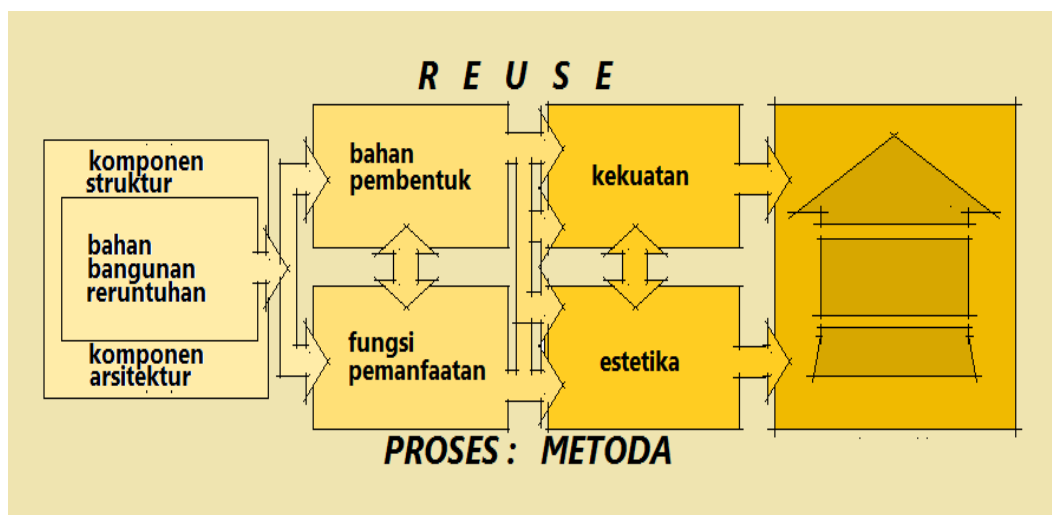 R E U S E
komponen
struktur
bahan
bangunan
reruntuhan
komponen
arsitektur
bahan
pembentuk
fungsi
pemanfaatan
kekuatan
estetika
PROSES : METODA